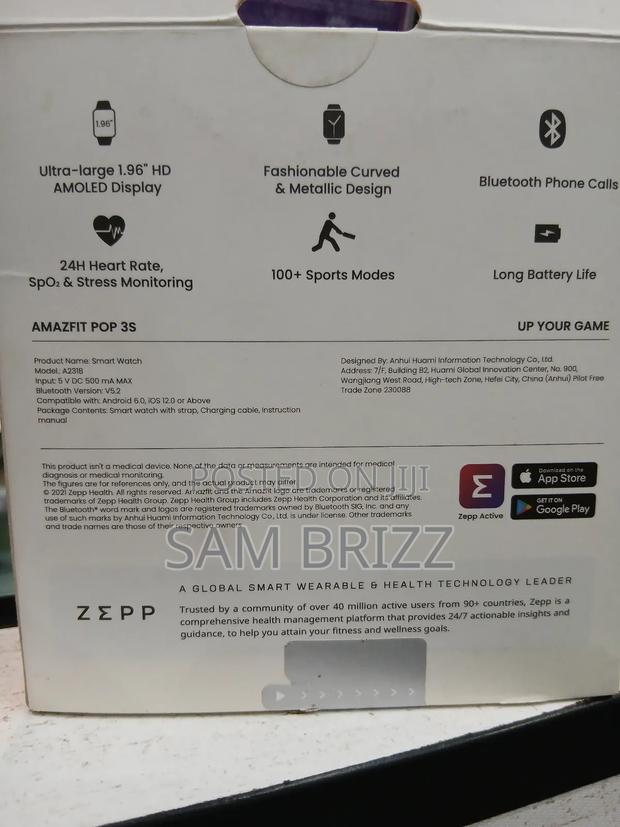 1.96"
Ultra-large 1.96" HD
AMOLED Display
Fashionable Curved
& Metallic Design
Bluetooth Phone Calls
24H Heart Rate,
SpO₂ & Stress Monitoring
100+ Sports Modes
Long Battery Life
AMAZFIT POP 3S
UP YOUR GAME
Product Name: Smart Watch
Model: A2318
Input: 5 V DC 500 mA MAX
Bluetooth Version: V5.2
Compatible with: Android 6.0, iOS 12.0 or Above
Package Contents: Smart watch with strap, Charging cable, Instruction
manual
Designed By: Anhui Huami Information Technology Co., Ltd.
Address: 7/F, Building B2, Huami Global Innovation Center, No. 900,
Wangjiang West Road, High-tech Zone, Hefei City, China (Anhui) Pilot Free
Trade Zone 230088
This product isn't a medical device. None of the data or measurements are intended for medical
diagnosis or medical monitoring.
The figures are for references only, and the actual product may differ
© 2021 Zepp Health. All rights reserved. Amazfit and the Amazfit logo are trademarks or registered
trademarks of Zepp Health Group. Zepp Health Group includes Zepp Health Corporation and its affiliates.
The Bluetooth® word mark and logos are registered trademarks owned by Bluetooth SIG, Inc. and any
use of such marks by Anhui Huami Information Technology Co., Ltd. is under license. Other trademarks
and trade names are those of their respective owners.
Zepp Active
Download on the
App Store
GET IT ON
Google Play
POSTED ON JIJI
SAM BRIZZ
A GLOBAL SMART WEARABLE & HEALTH TECHNOLOGY LEADER
ZEPP
Trusted by a community of over 40 million active users from 90+ countries, Zepp is a
comprehensive health management platform that provides 24/7 actionable insights and
guidance, to help you attain your fitness and wellness goals.